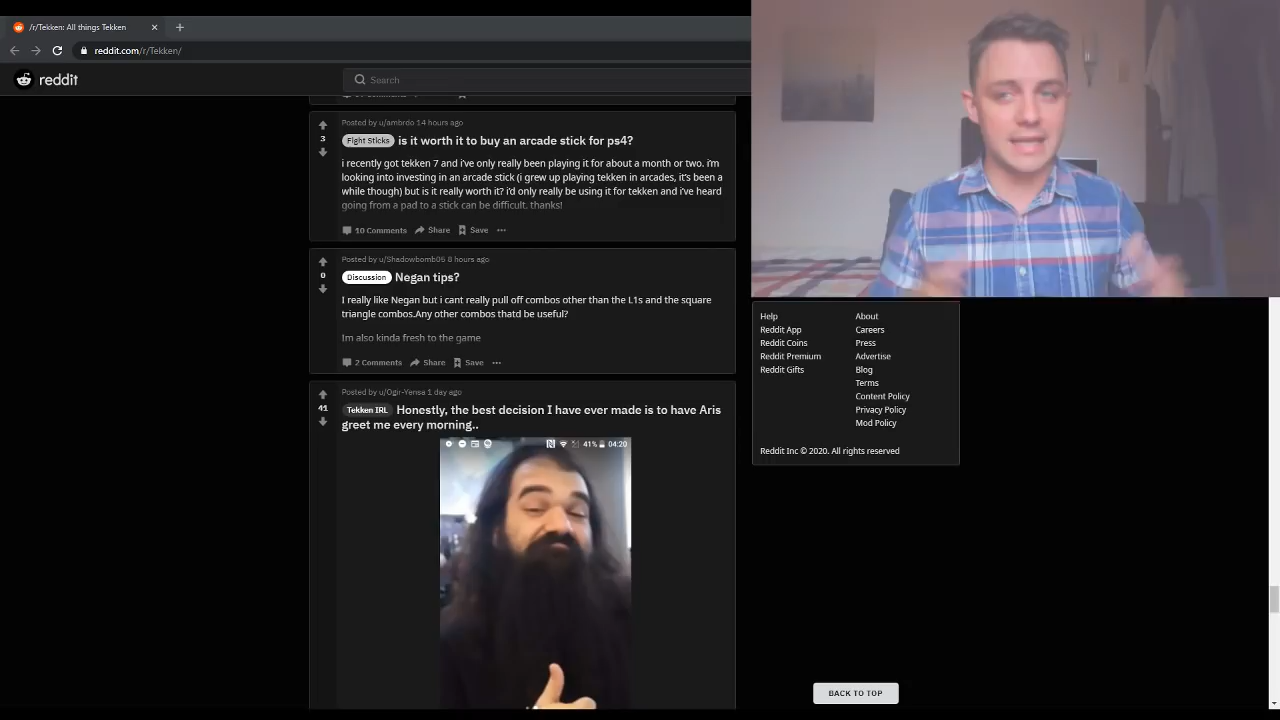 /r/Tekken: All things Tekken
reddit.com/r/Tekken/
reddit
Search
Posted by u/ambrdo 14 hours ago
3
Fight Sticks is it worth it to buy an arcade stick for ps4?
i recently got tekken 7 and i've only really been playing it for about a month or two. i'm
looking into investing in an arcade stick (i grew up playing tekken in arcades, it's been a
while though) but is it really worth it? i'd only really be using it for tekken and i've heard
going from a pad to a stick can be difficult. thanks!
10 Comments Share Save
Posted by u/Shadowbomb05 8 hours ago
0
Discussion Negan tips?
I really like Negan but i cant really pull off combos other than the L1s and the square
triangle combos.Any other combos thatd be useful?
Im also kinda fresh to the game
2 Comments Share Save
Posted by u/Ogir-Yensa 1 day ago
41
Tekken IRL Honestly, the best decision I have ever made is to have Aris
greet me every morning..
41% 04:20
Help
Reddit App
Reddit Coins
Reddit Premium
Reddit Gifts
About
Careers
Press
Advertise
Blog
Terms
Content Policy
Privacy Policy
Mod Policy
Reddit Inc © 2020. All rights reserved
BACK TO TOP